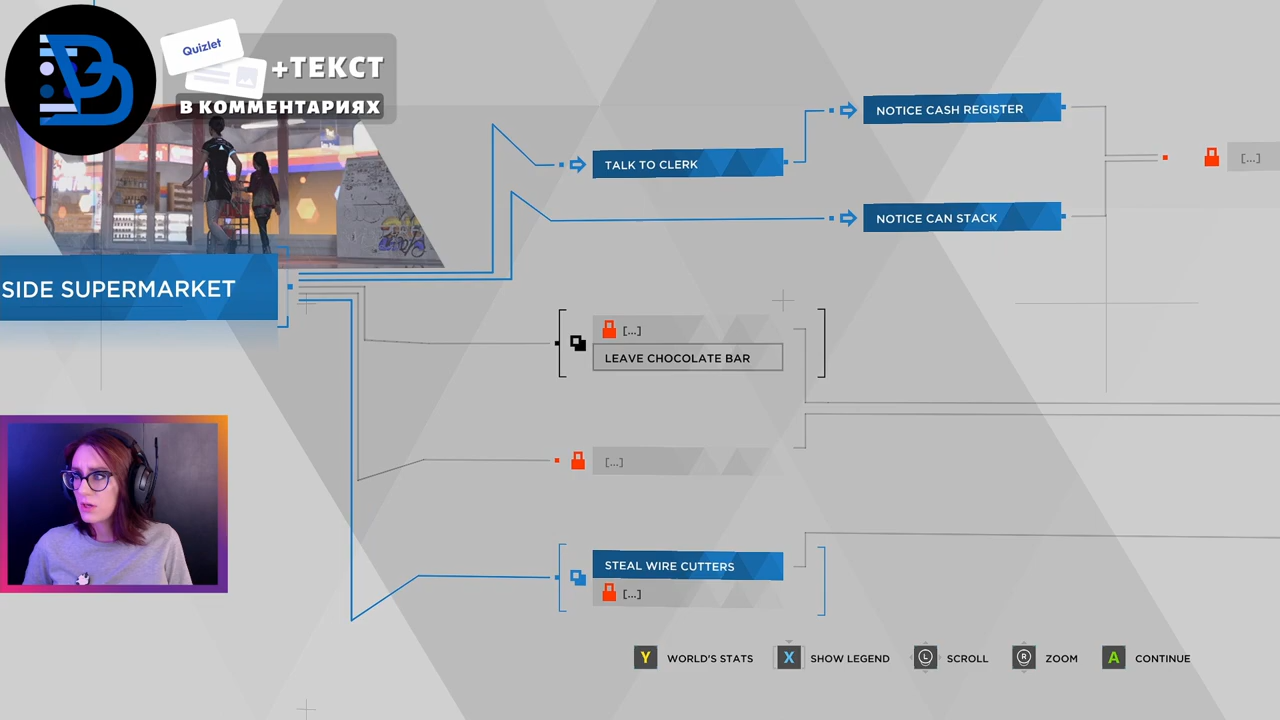 Quizlet
+ТЕКСТ
В КОММЕНТАРИЯХ
NOTICE CASH REGISTER
TALK TO CLERK
[...]
NOTICE CAN STACK
SIDE SUPERMARKET
[...]
LEAVE CHOCOLATE BAR
[...]
STEAL WIRE CUTTERS
[...]
Y WORLD'S STATS
X SHOW LEGEND
L SCROLL
R ZOOM
A CONTINUE